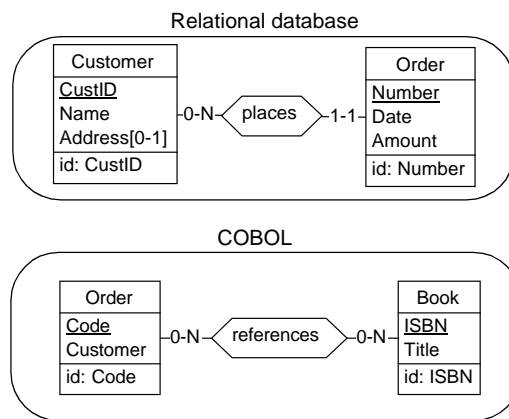 Relational database
Customer
CustID
Name
Address[0-1]
id: CustID
0-N
places
1-1
Order
Number
Date
Amount
id: Number
COBOL
Order
Code
Customer
id: Code
0-N
references
0-N
Book
ISBN
Title
id: ISBN